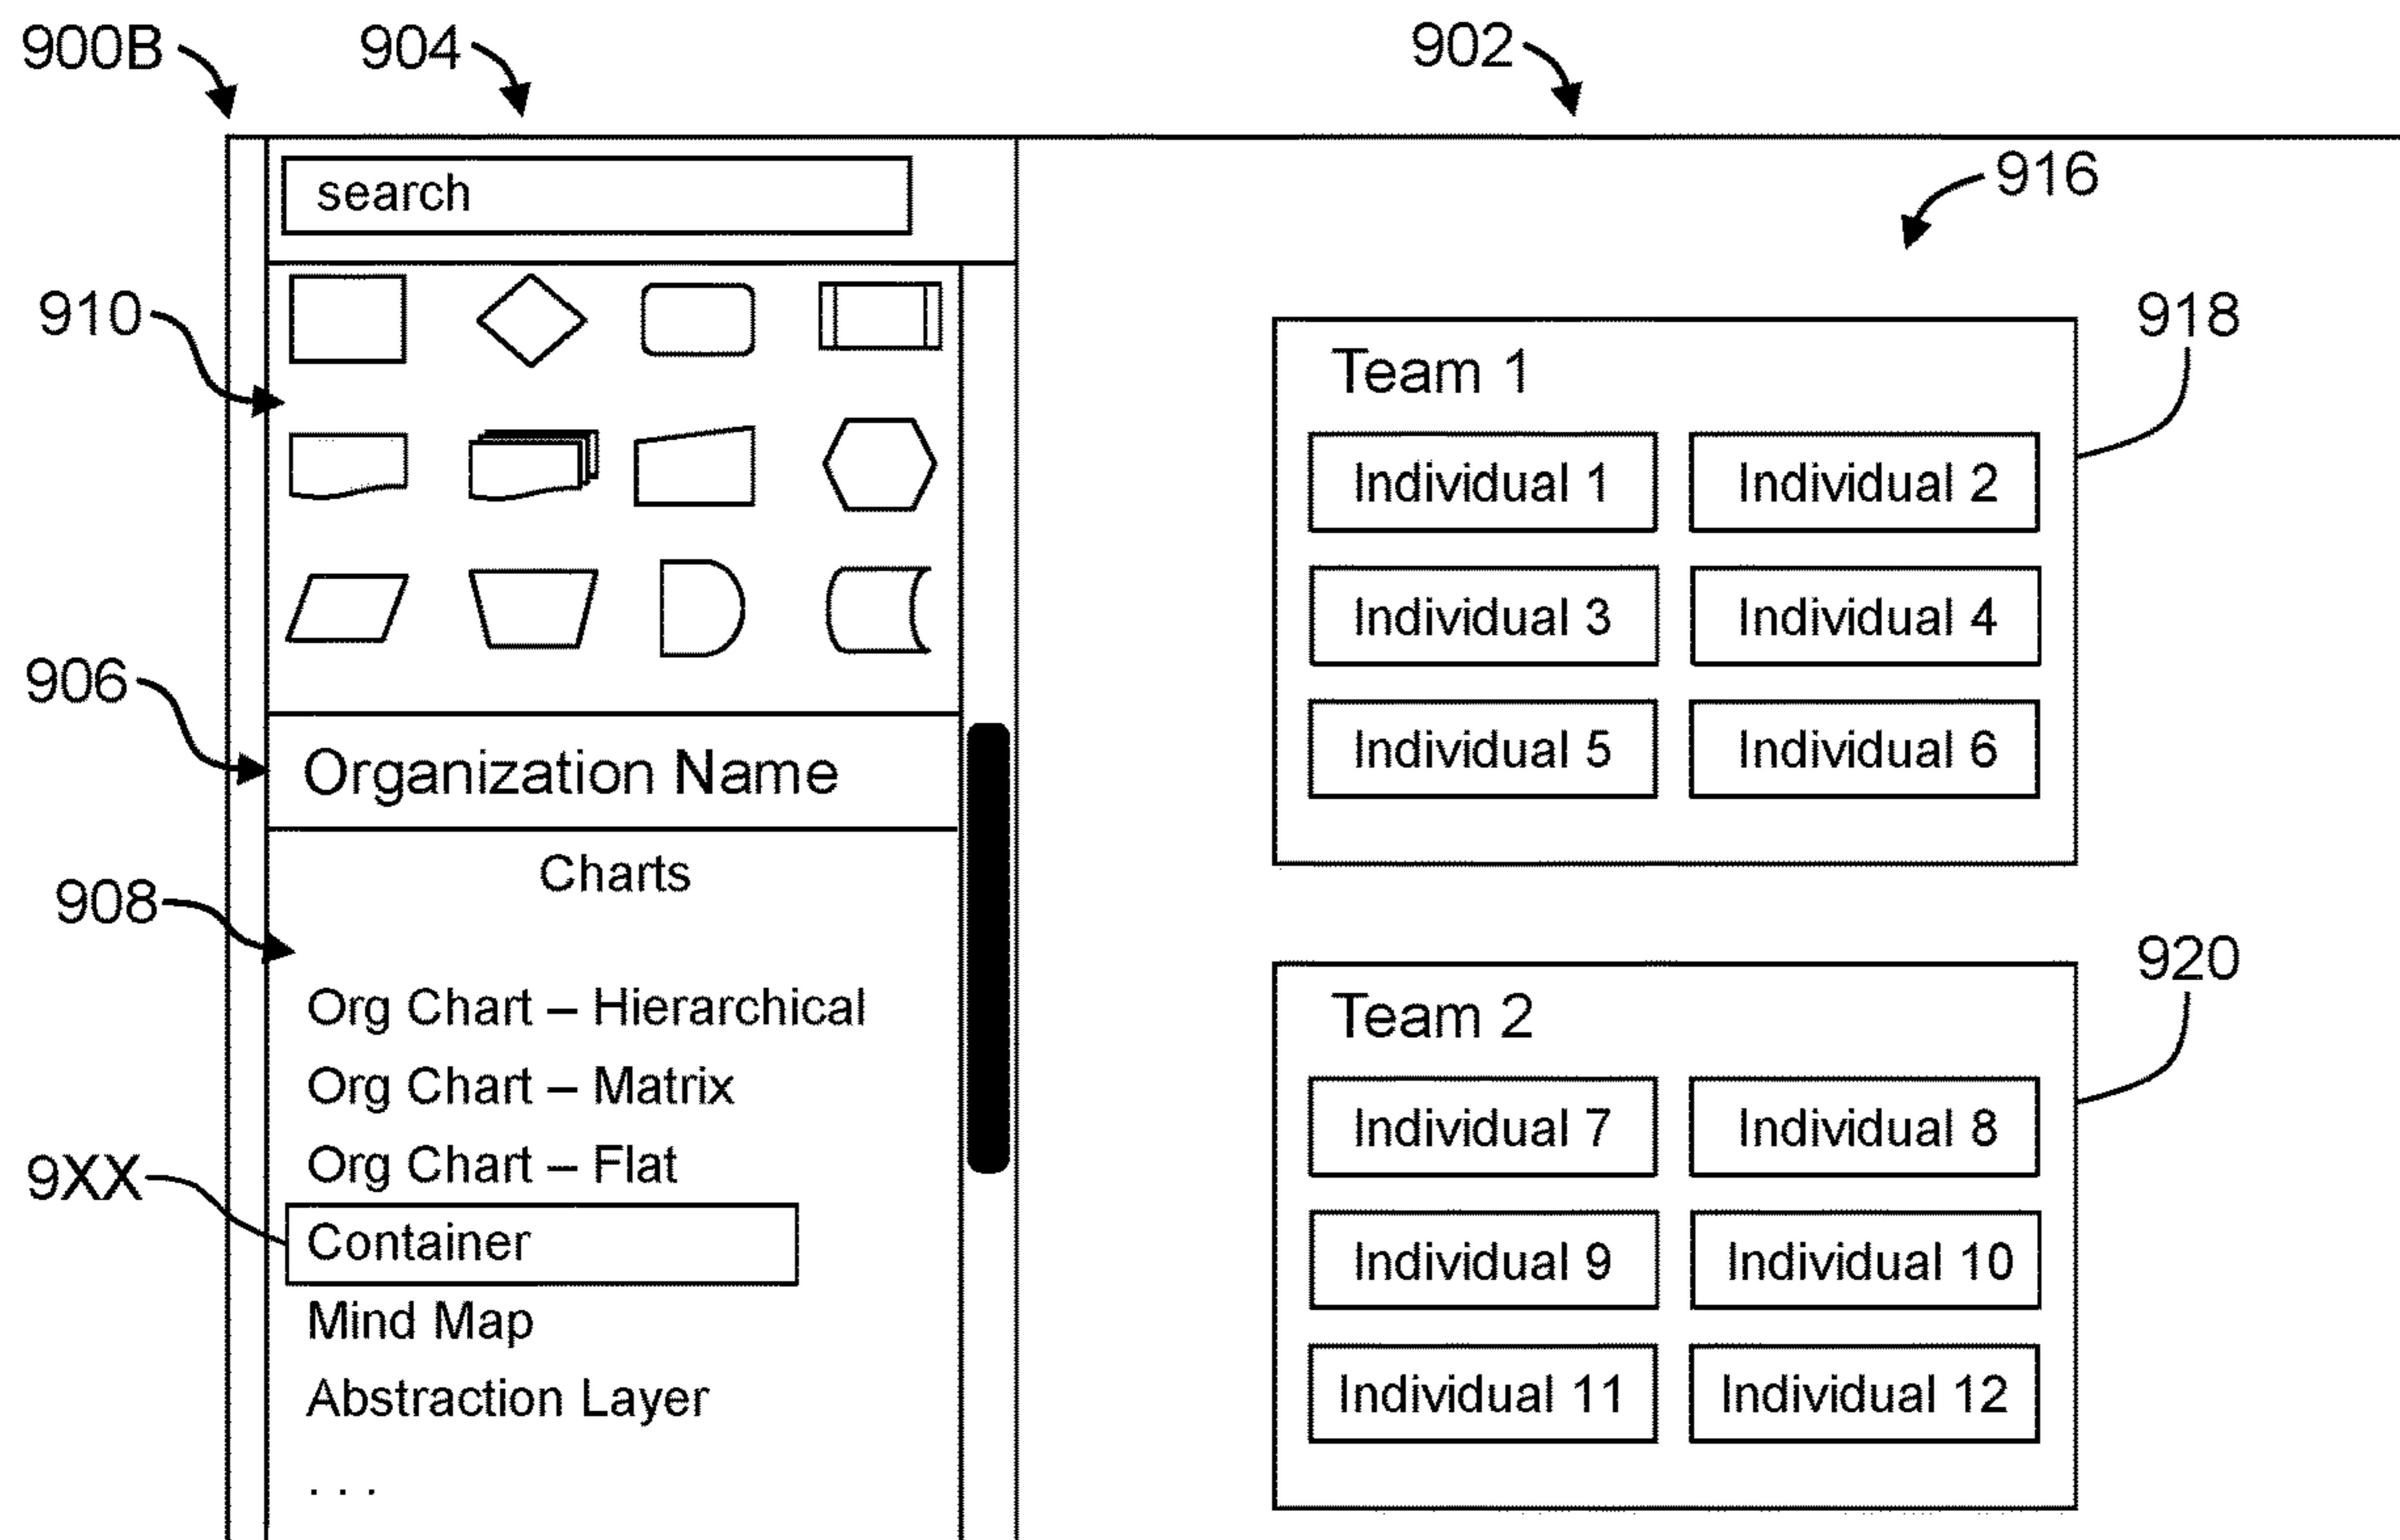 900B
904
902
search
916
910
918
Team 1
Individual 1
Individual 2
Individual 3
Individual 4
906
Individual 5
Individual 6
Organization Name
Charts
908
920
Org Chart – Hierarchical
Team 2
Org Chart – Matrix
Individual 7
Individual 8
Org Chart – Flat
9XX
Container
Individual 9
Individual 10
Mind Map
Abstraction Layer
Individual 11
Individual 12
. . .